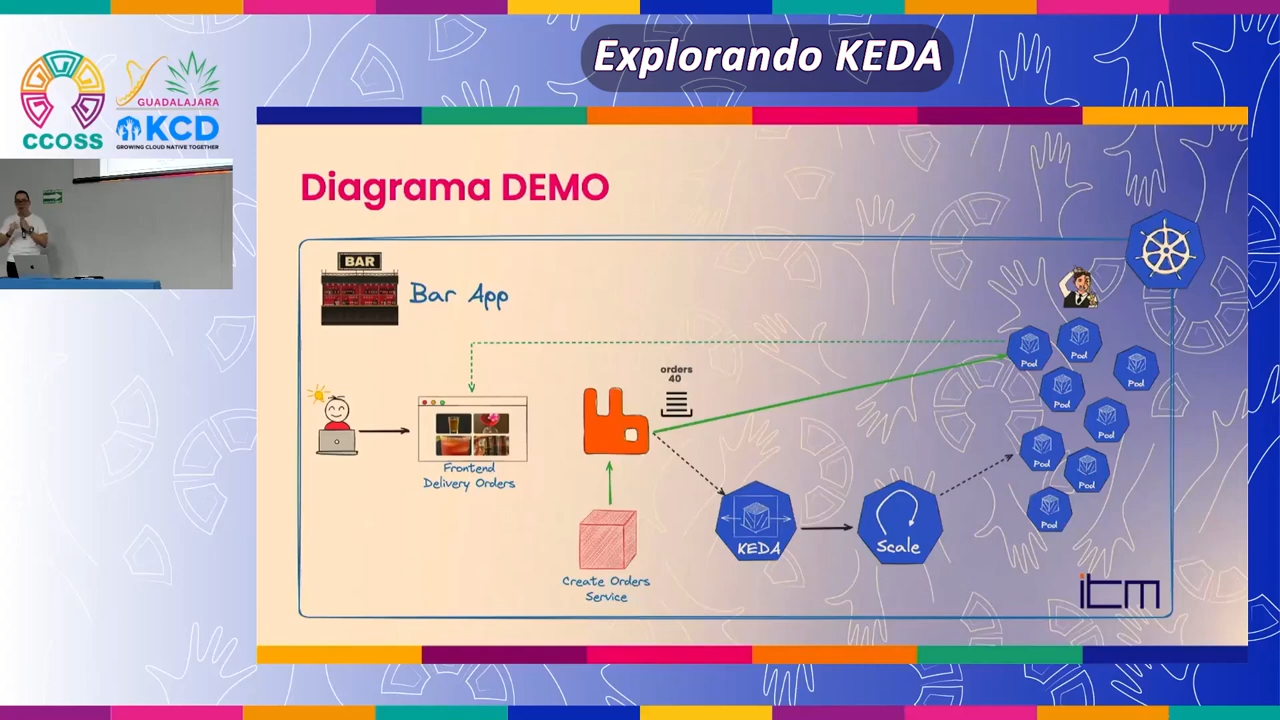 Explorando KEDA
CCOSS
GUADALAJARA
KCD
GROWING CLOUD NATIVE TOGETHER
Diagrama DEMO
BAR
Bar App
orders
40
Frontend
Delivery Orders
Create Orders
Service
KEDA
Scale
Pod
Pod
Pod
Pod
Pod
Pod
Pod
Pod
itm